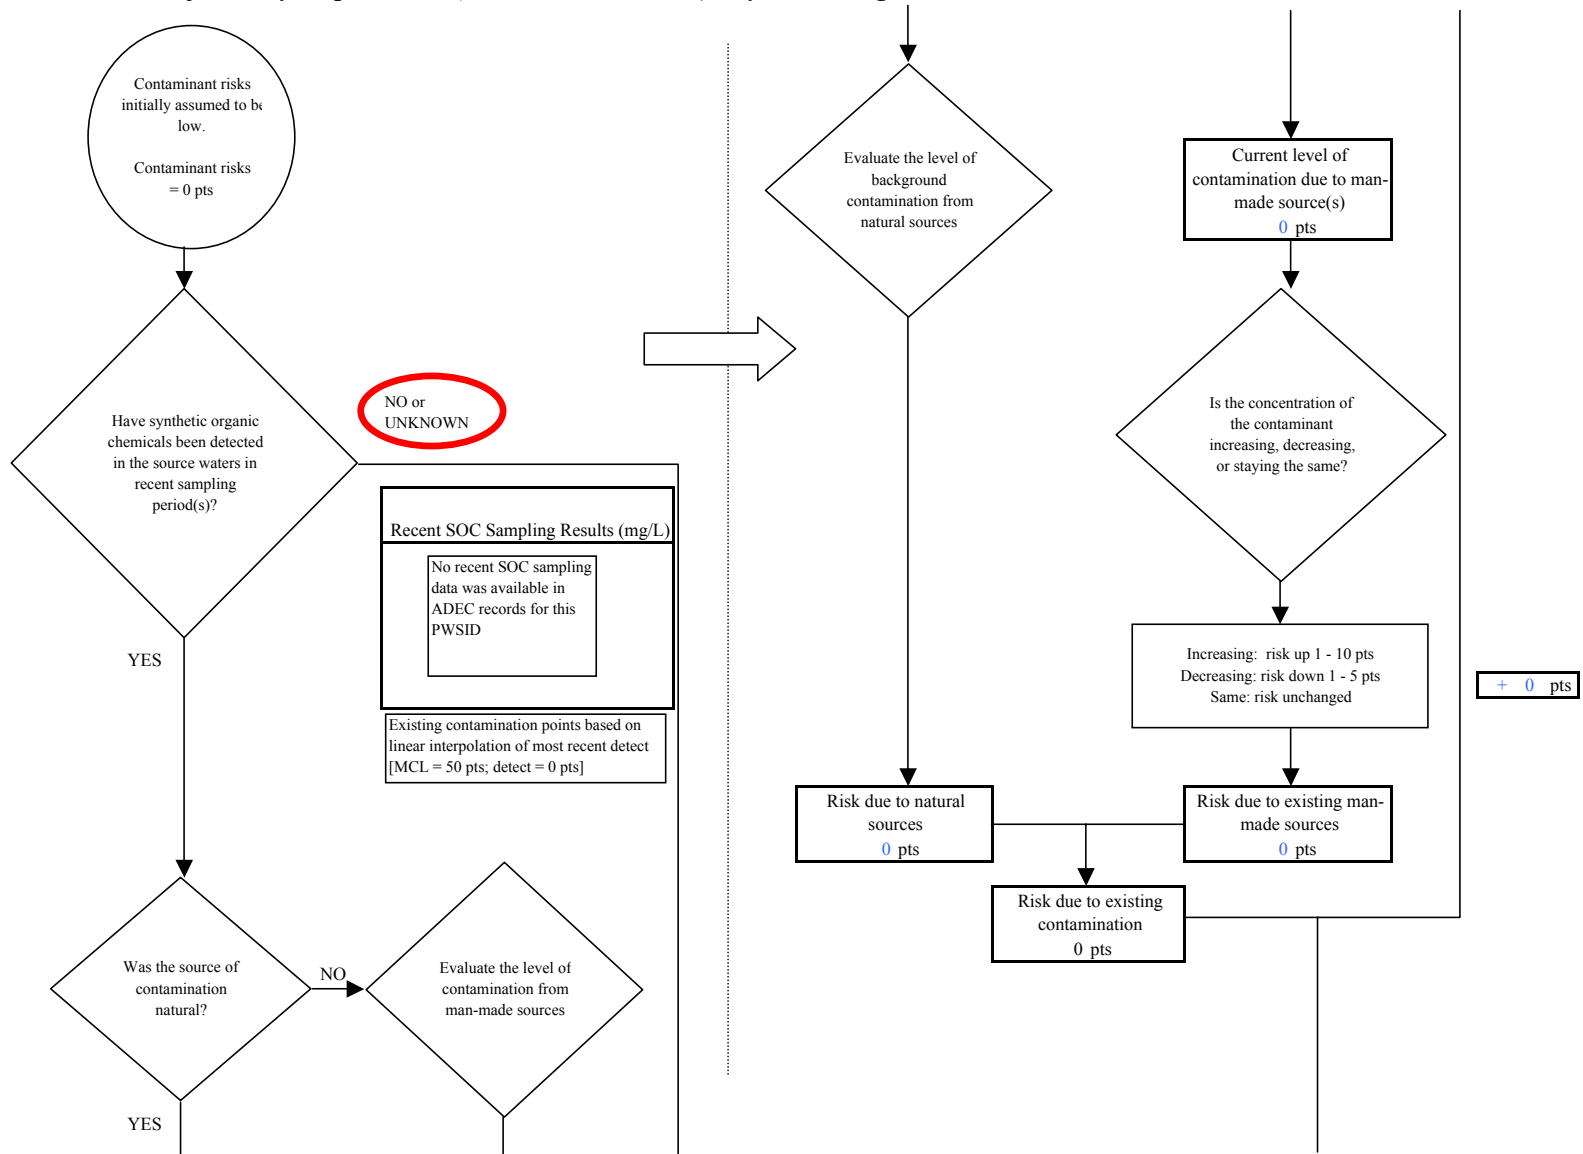 Contaminant risks
initially assumed to be
low.
Contaminant risks
= 0 pts
Have synthetic organic
chemicals been detected
in the source waters in
recent sampling
period(s)?
NO or
UNKNOWN
YES
Recent SOC Sampling Results (mg/L)
No recent SOC sampling
data was available in
ADEC records for this
PWSID
Existing contamination points based on
linear interpolation of most recent detect
[MCL = 50 pts; detect = 0 pts]
Was the source of
contamination
natural?
NO
YES
Evaluate the level of
contamination from
man-made sources
Evaluate the level of
background
contamination from
natural sources
Current level of
contamination due to man-
made source(s)
0 pts
Is the concentration of
the contaminant
increasing, decreasing,
or staying the same?
Increasing: risk up 1 - 10 pts
Decreasing: risk down 1 - 5 pts
Same: risk unchanged
+ 0 pts
Risk due to natural
sources
0 pts
Risk due to existing man-
made sources
0 pts
Risk due to existing
contamination
0 pts